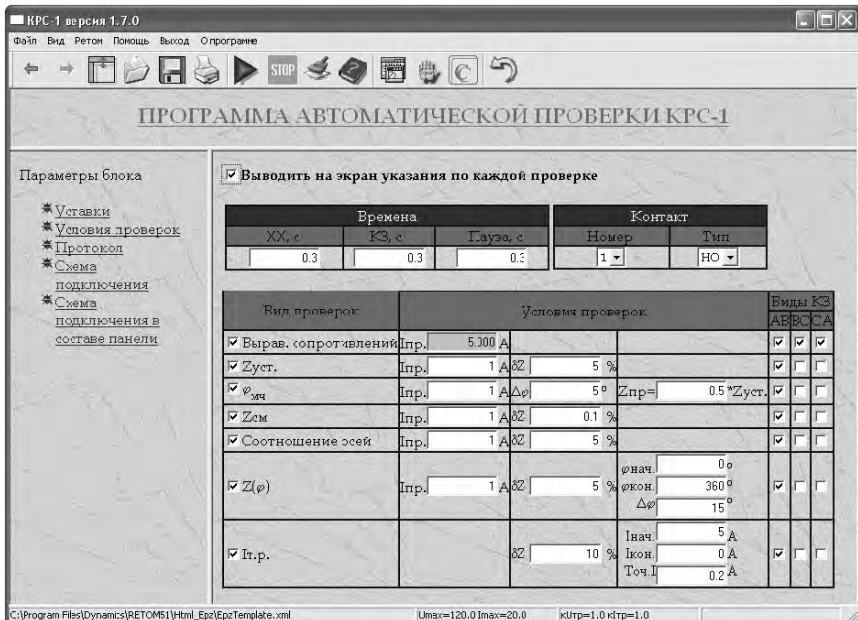 КРС-1 версия 1.7.0
Файл Вид Ретом Помощь Выход О программе
STOP
ПРОГРАММА АВТОМАТИЧЕСКОЙ ПРОВЕРКИ КРС-1
Параметры блока
Уставки
Условия проверок
Протокол
Схема
подключения
Схема
подключения в
составе панели
Выводить на экран указания по каждой проверке
Времена Контакт
ХХ, с КЗ, с Пауза, с Номер Тип
0.3 0.3 0.3 1 НО
Вид проверок Условия проверок Виды КЗ
АВ ВС СА
Вырав. сопротивлений Iпр. 5.000 А
Zуст. Iпр. 1 А δZ 5 %
φмч Iпр. 1 А Δφ 5 º Zпр= 0.5 *Zуст.
Zсм Iпр. 1 А δZ 0.1 %
Соотношение осей Iпр. 1 А δZ 5 %
Z(φ) Iпр. 1 А δZ 5 % φнач. 0 º
φкон. 360 º
Δφ 15 º
Iт.р. δZ 10 % Iнач. 5 А
Iкон. 0 А
Точ.I 0.2 А
C:\Program Files\Dynamics\RETOM51\Html_Epz\EpzTemplate.xml Umax=120.0 Imax=20.0 кUтр=1.0 кIтр=1.0